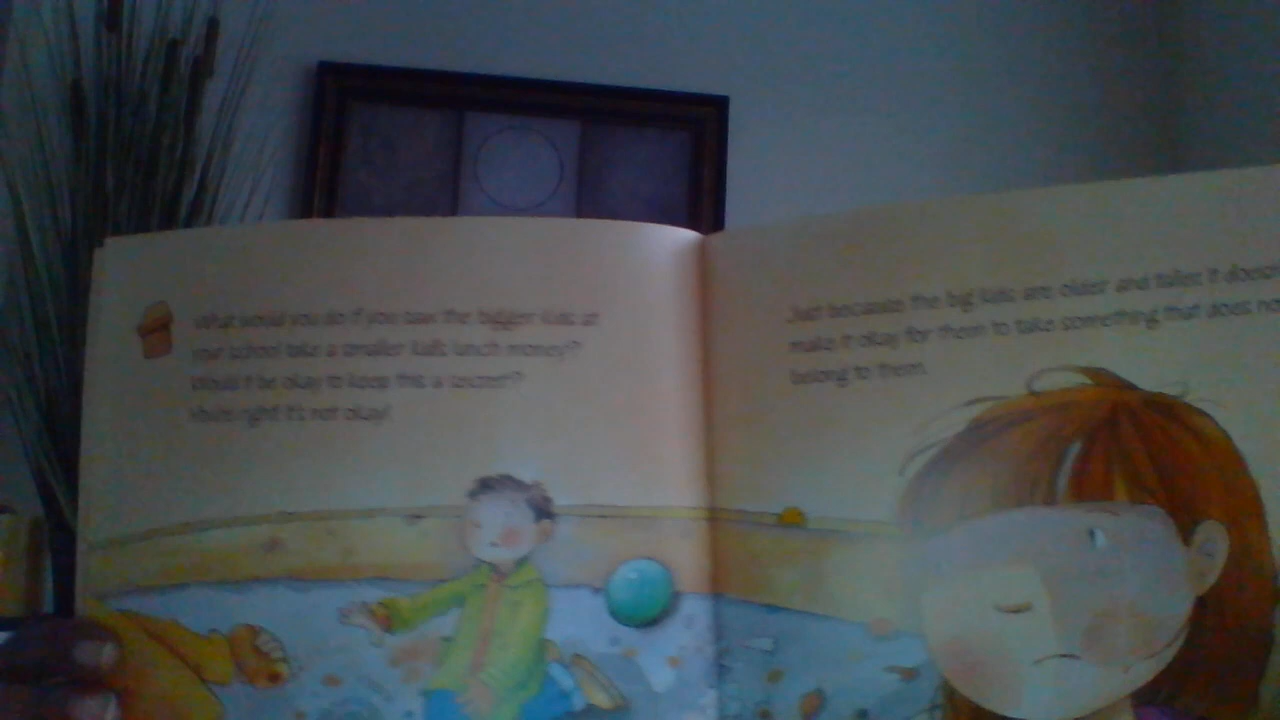 What would you do if you saw the bigger kids at
your school take a smaller kid's lunch money?
Would it be okay to keep this a secret?
You're right! It's not okay!
Just because the big kids are older and taller, it doesn't
make it okay for them to take something that does not
belong to them.